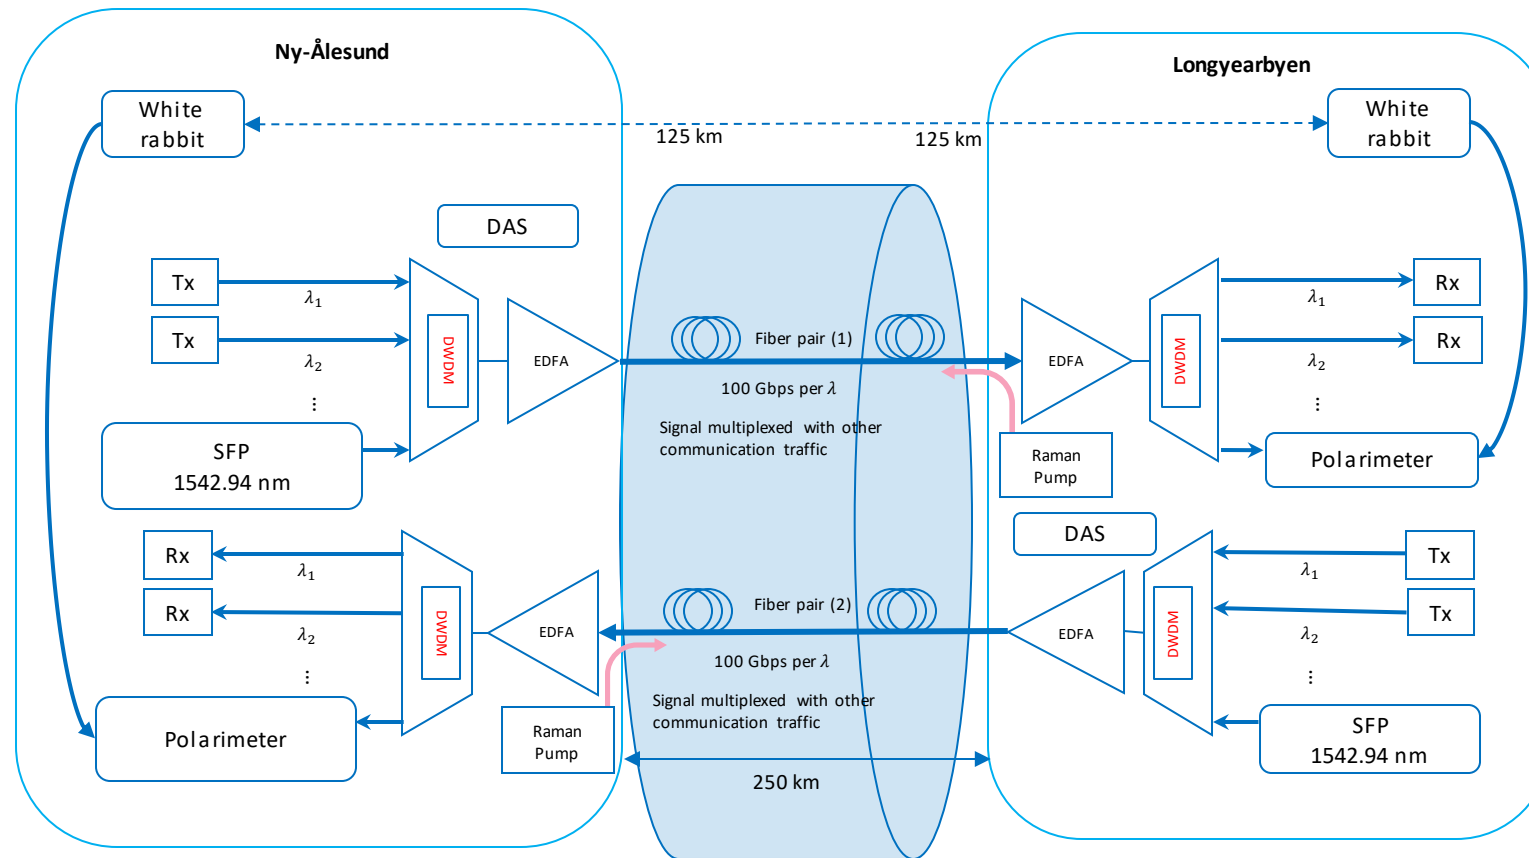 Ny-Ålesund
Longyearbyen
White
rabbit
125 km
125 km
White
rabbit
DAS
Tx
λ1
Tx
λ2
⋮
SFP
1542.94 nm
DWDM
EDFA
Fiber pair (1)
100 Gbps per λ
Signal multiplexed with other
communication traffic
EDFA
DWDM
Raman
Pump
λ1
Rx
λ2
Rx
⋮
Polarimeter
Rx
λ1
Rx
λ2
⋮
Polarimeter
DWDM
EDFA
Raman
Pump
Fiber pair (2)
100 Gbps per λ
Signal multiplexed with other
communication traffic
250 km
DAS
EDFA
DWDM
λ1
Tx
λ2
Tx
⋮
SFP
1542.94 nm